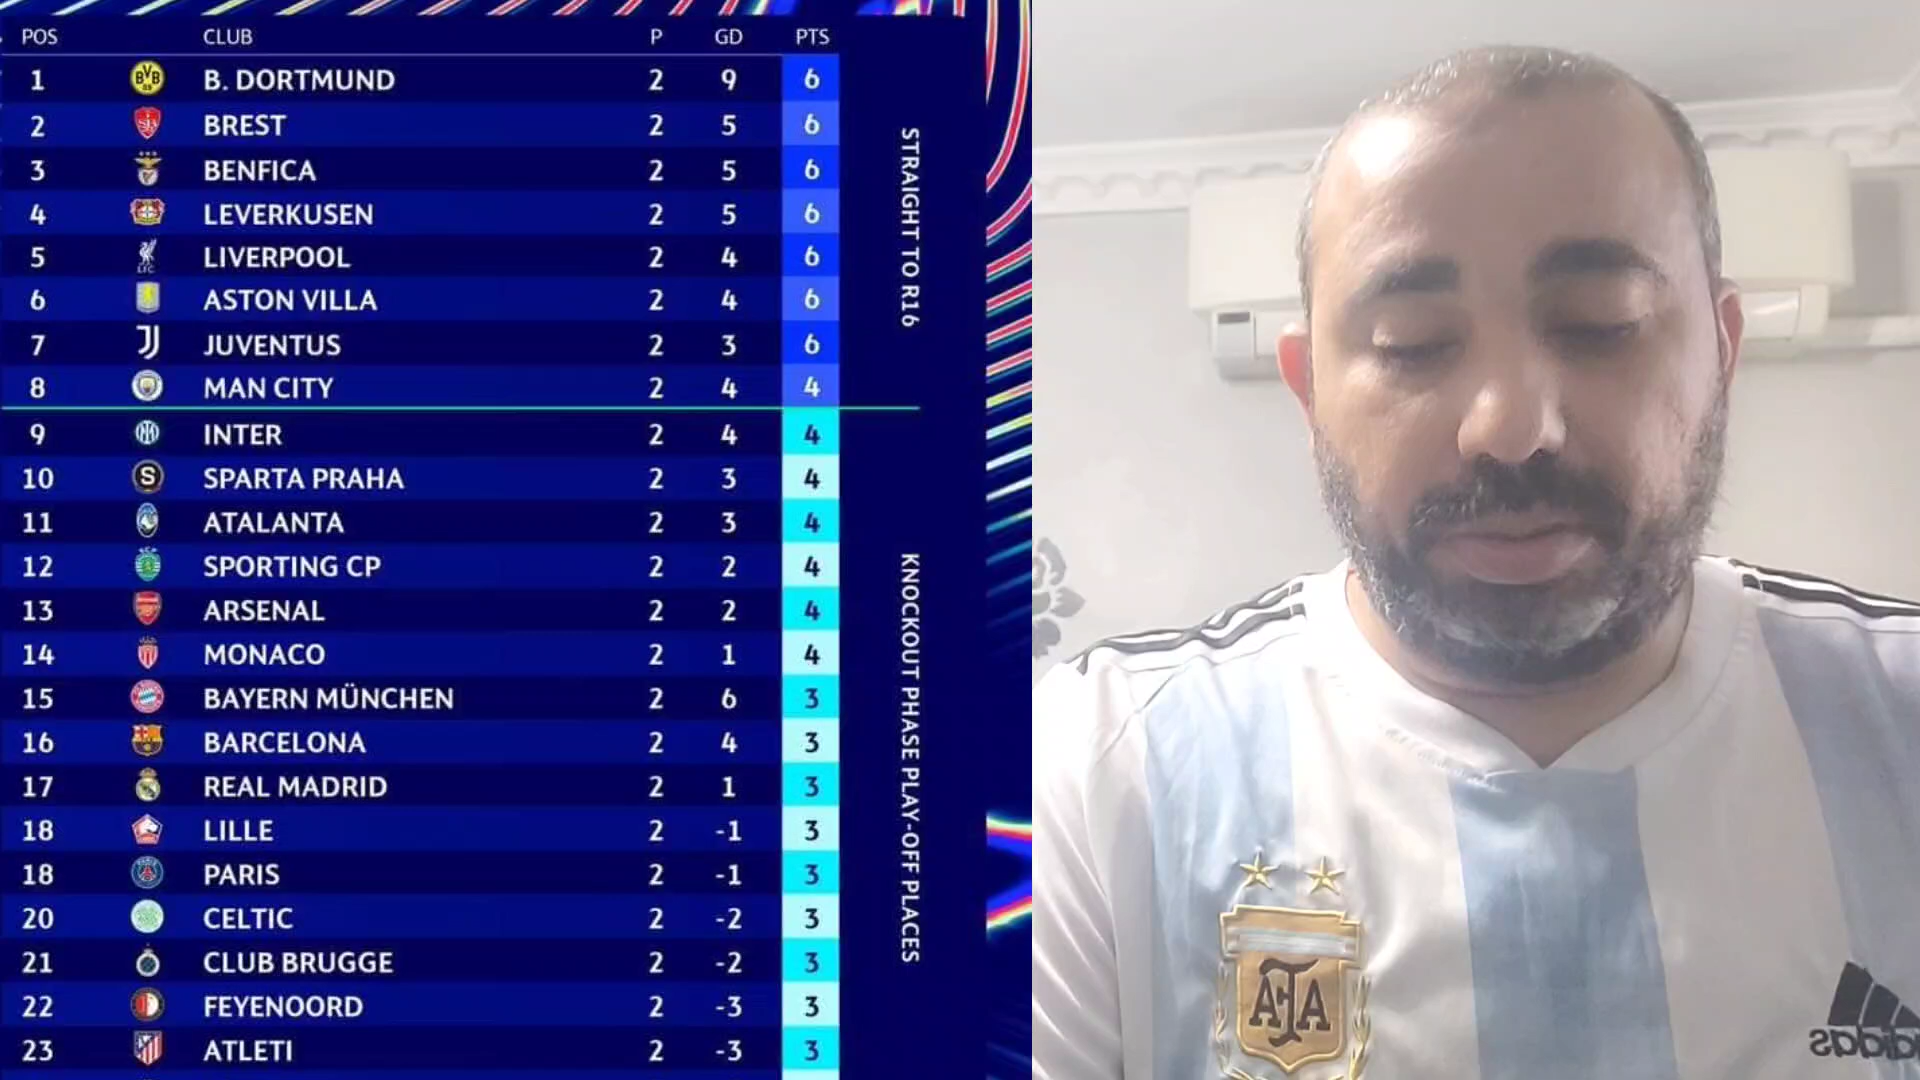 POS CLUB P GD PTS
1 B. DORTMUND 2 9 6
2 BREST 2 5 6
3 BENFICA 2 5 6
4 LEVERKUSEN 2 5 6
5 LIVERPOOL 2 4 6
6 ASTON VILLA 2 4 6
7 JUVENTUS 2 3 6
8 MAN CITY 2 4 4
STRAIGHT TO R16
9 INTER 2 4 4
10 SPARTA PRAHA 2 3 4
11 ATALANTA 2 3 4
12 SPORTING CP 2 2 4
13 ARSENAL 2 2 4
14 MONACO 2 1 4
15 BAYERN MÜNCHEN 2 6 3
16 BARCELONA 2 4 3
17 REAL MADRID 2 1 3
18 LILLE 2 -1 3
18 PARIS 2 -1 3
20 CELTIC 2 -2 3
21 CLUB BRUGGE 2 -2 3
22 FEYENOORD 2 -3 3
23 ATLETI 2 -3 3
KNOCKOUT PHASE PLAY-OFF PLACES
BVB
09
LFC
S
AFA
adidas